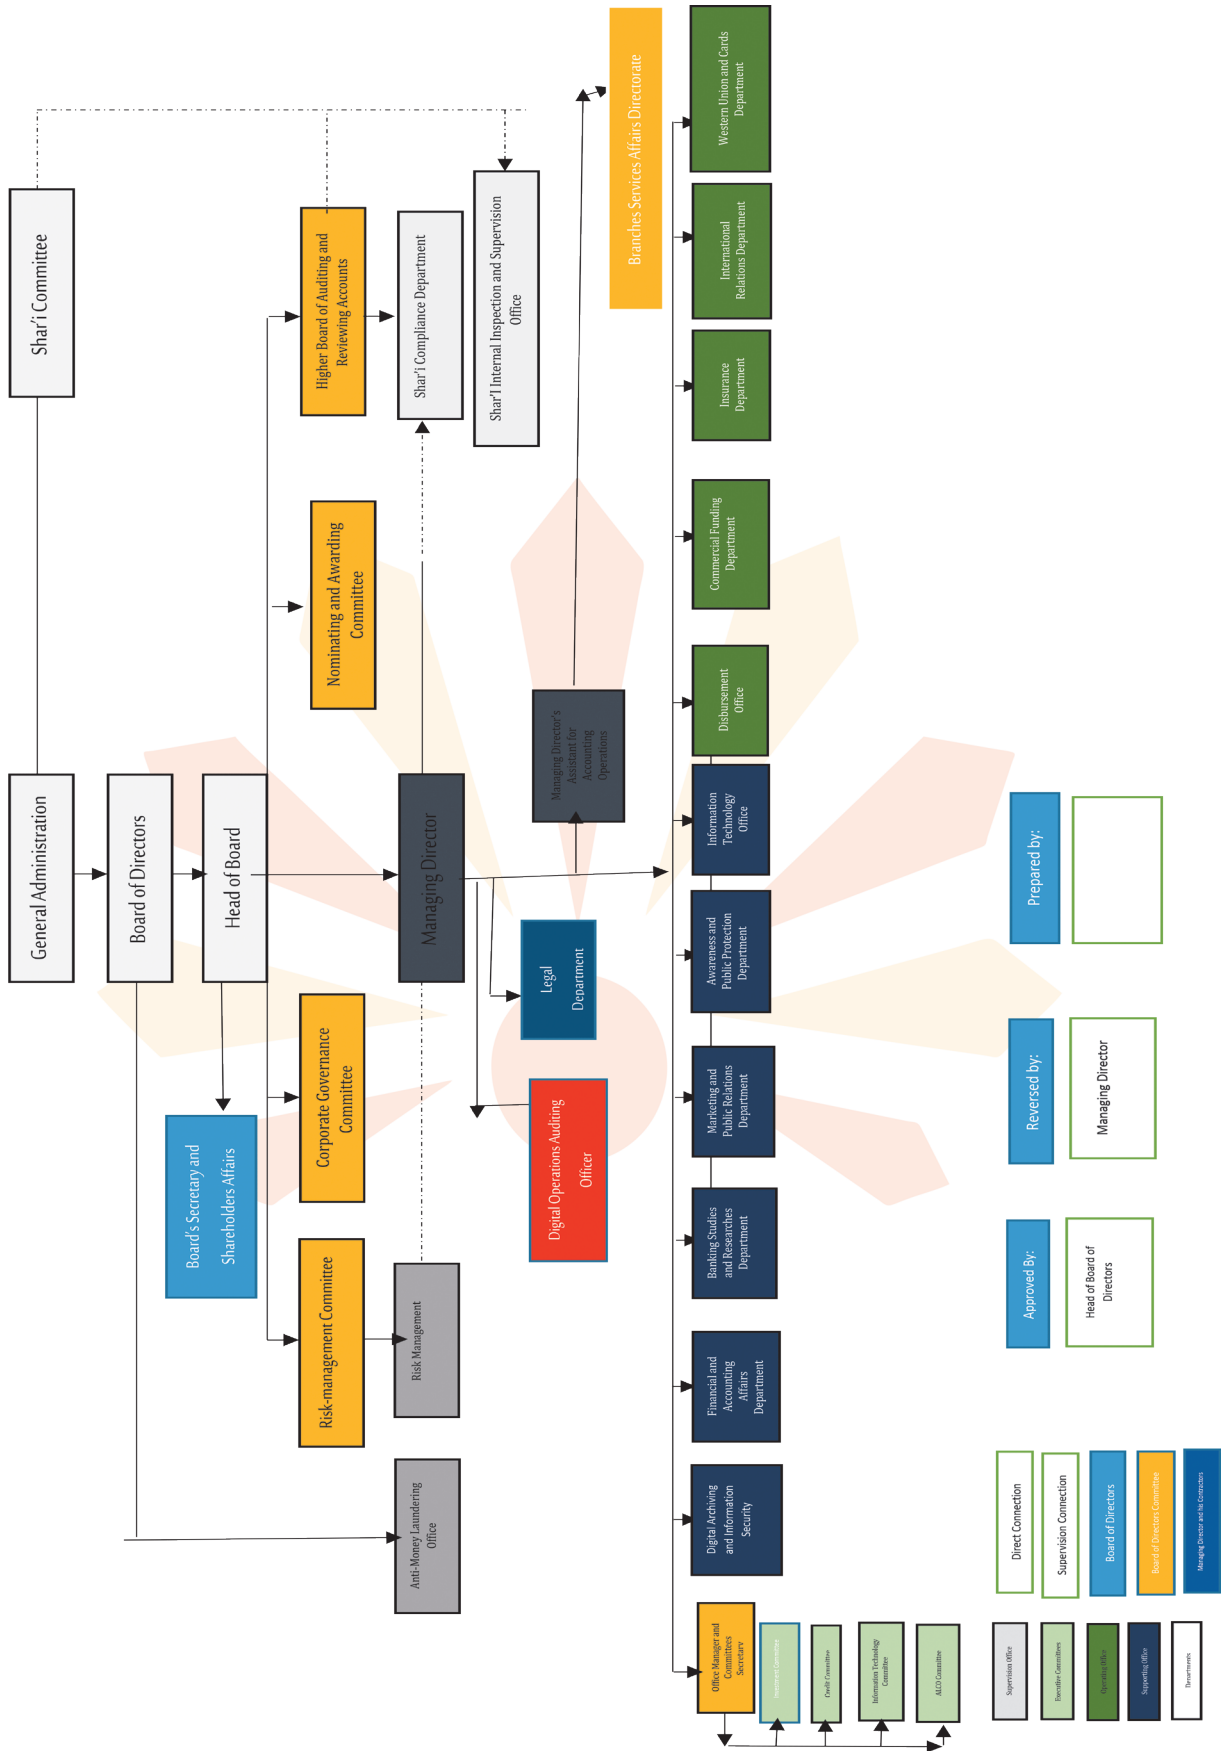 General Administration
Shar'i Committee
Board of Directors
Head of Board
Board's Secretary and
Shareholders Affairs
Risk-management Committee
Corporate Governance
Committee
Nominating and Awarding
Committee
Higher Board of Auditing and
Reviewing Accounts
Anti-Money Laundering
Office
Risk Management
Managing Director
Shar'i Compliance Department
Shar'I Internal Inspection and Supervision
Office
Digital Operations Auditing
Officer
Legal
Department
Managing Director's
Assistant for
Accounting
Operations
Branches Services Affairs Directorate
Office Manager and
Committees
Secretary
Digital Archiving
and Information
Security
Financial and
Accounting
Affairs
Department
Banking Studies
and Researches
Department
Marketing and
Public Relations
Department
Awareness and
Public Protection
Department
Information
Technology
Office
Disbursement
Office
Commercial Funding
Department
Insurance
Department
International
Relations Department
Western Union and Cards
Department
Investment Committee
Credit Committee
Information Technology
Committee
ALCO Committee
Approved By:
Reversed by:
Prepared by:
Head of Board of
Directors
Managing Director
Supervision Office
Direct Connection
Executive Committees
Supervision Connection
Operating Office
Board of Directors
Supporting Office
Board of Directors Committee
Departments
Managing Director and his Contractors